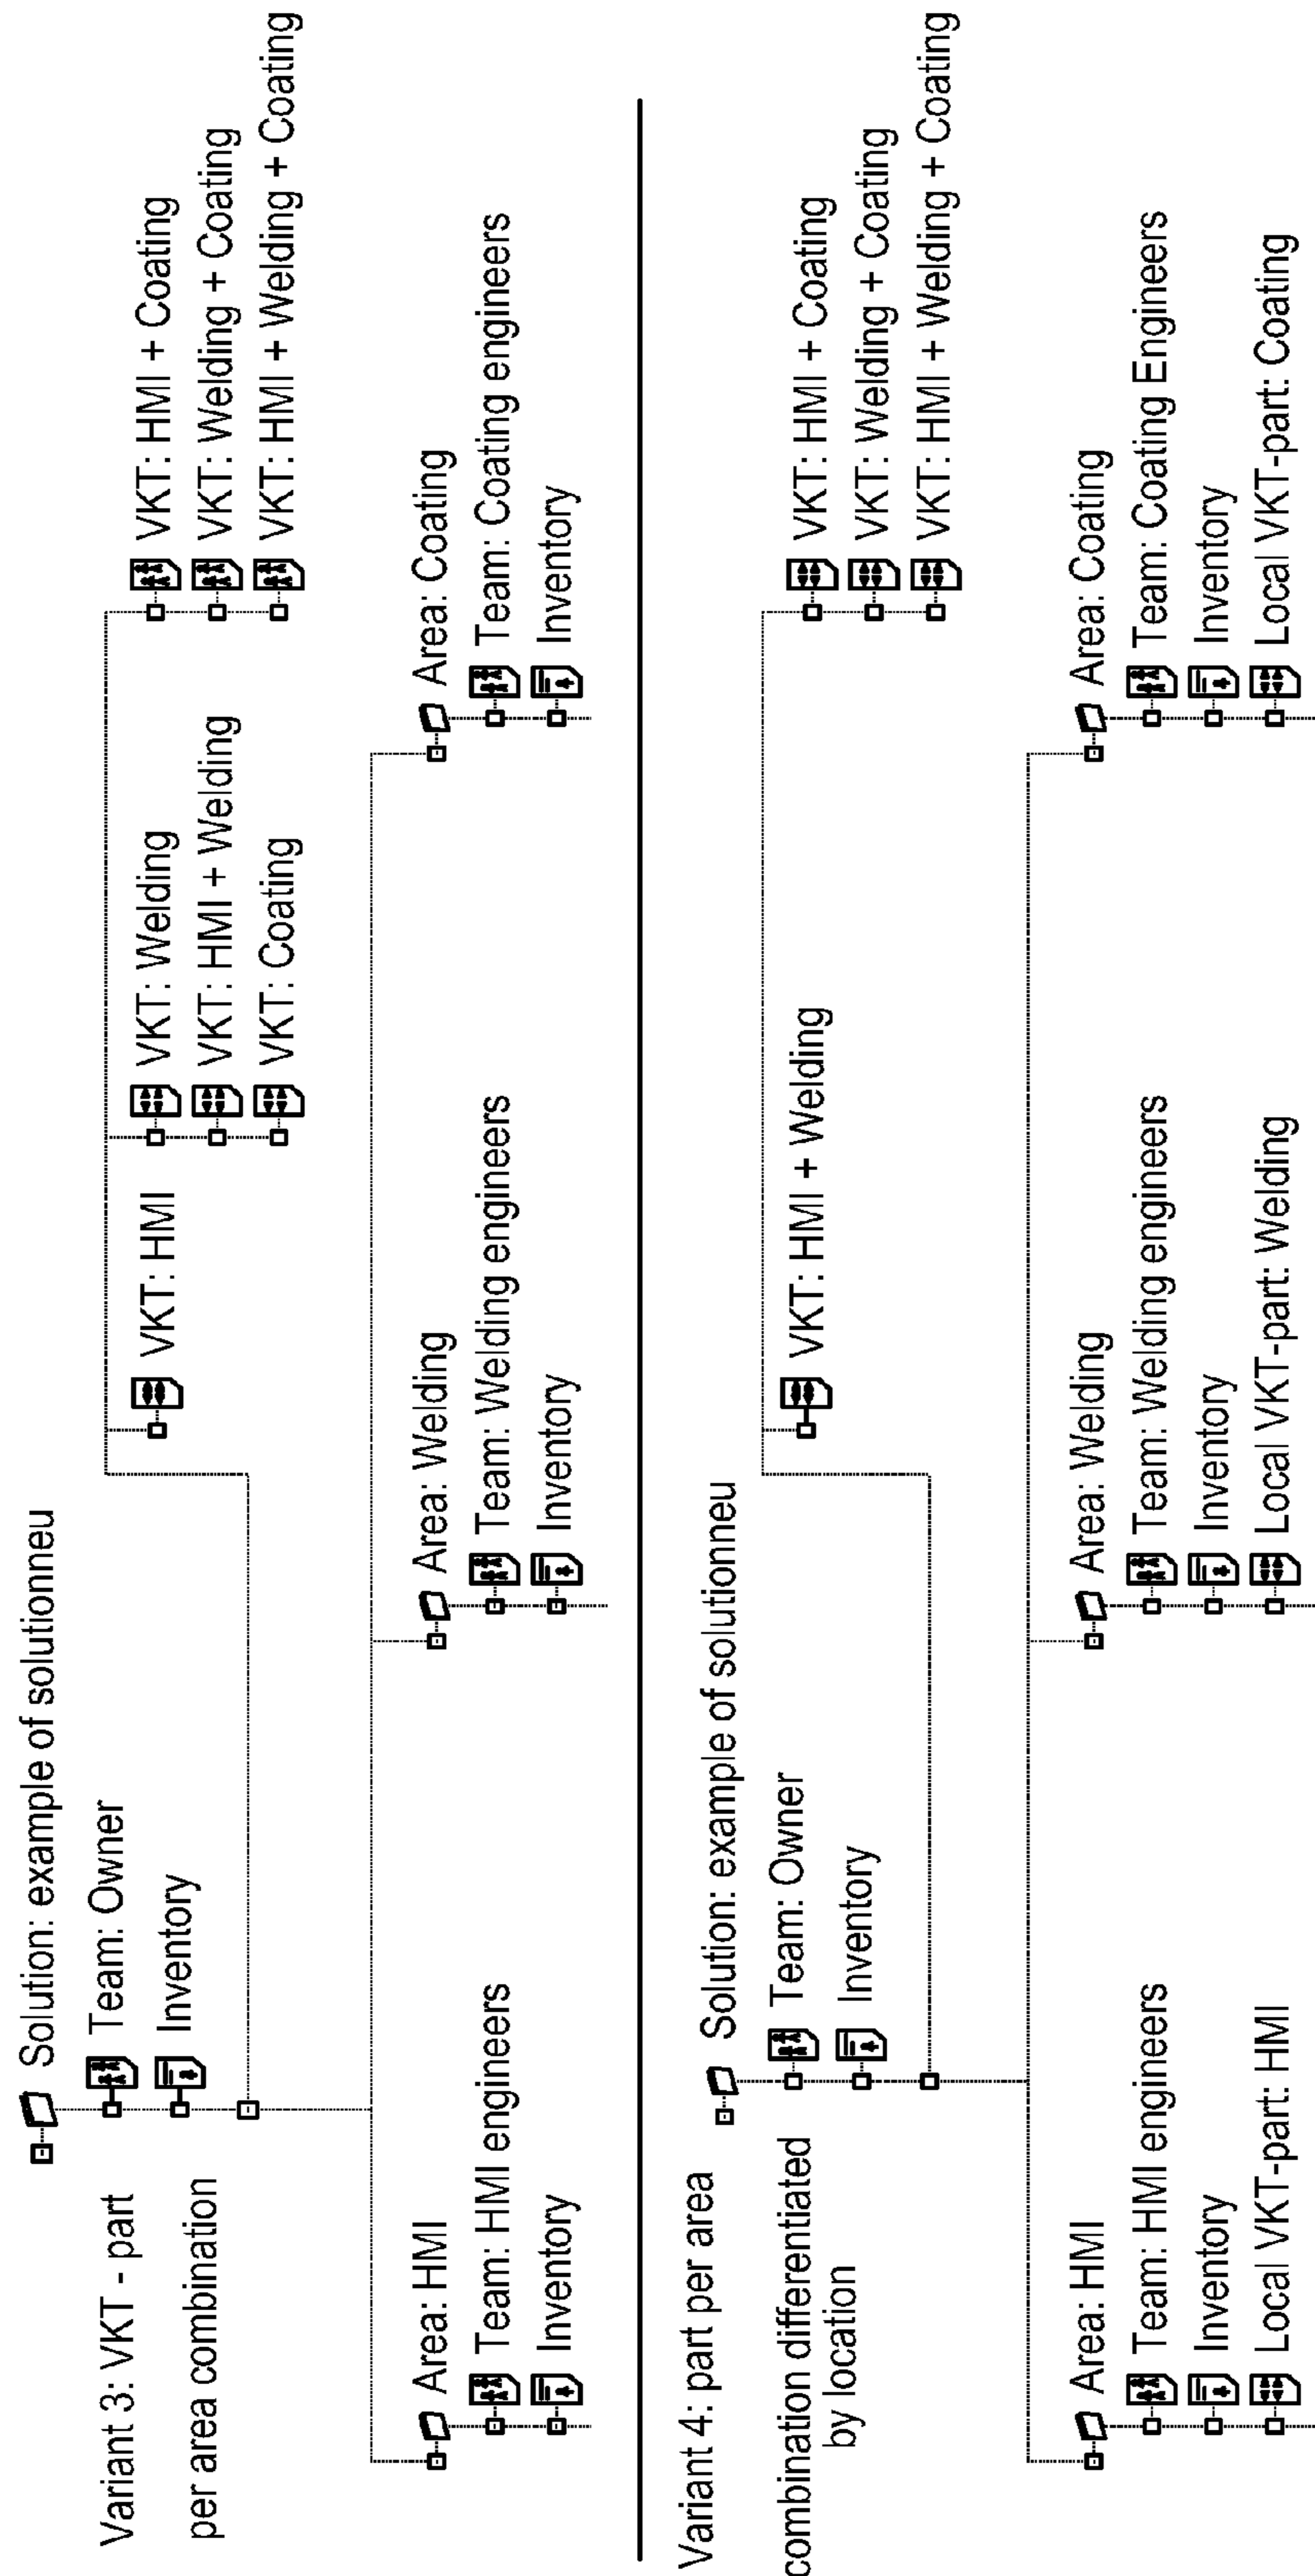 Variant 3: VKT - part
per area combination
Solution: example of solutionneu
Team: Owner
Inventory
VKT: HMI
VKT: Welding
VKT: HMI + Welding
VKT: Coating
VKT: HMI + Coating
VKT: Welding + Coating
VKT: HMI + Welding + Coating
Area: HMI
Team: HMI engineers
Inventory
Area: Welding
Team: Welding engineers
Inventory
Area: Coating
Team: Coating engineers
Inventory
Variant 4: part per area
combination differentiated
by location
Solution: example of solutionneu
Team: Owner
Inventory
VKT: HMI + Welding
VKT: HMI + Coating
VKT: Welding + Coating
VKT: HMI + Welding + Coating
Area: HMI
Team: HMI engineers
Inventory
Local VKT-part: HMI
Area: Welding
Team: Welding engineers
Inventory
Local VKT-part: Welding
Area: Coating
Team: Coating Engineers
Inventory
Local VKT-part: Coating